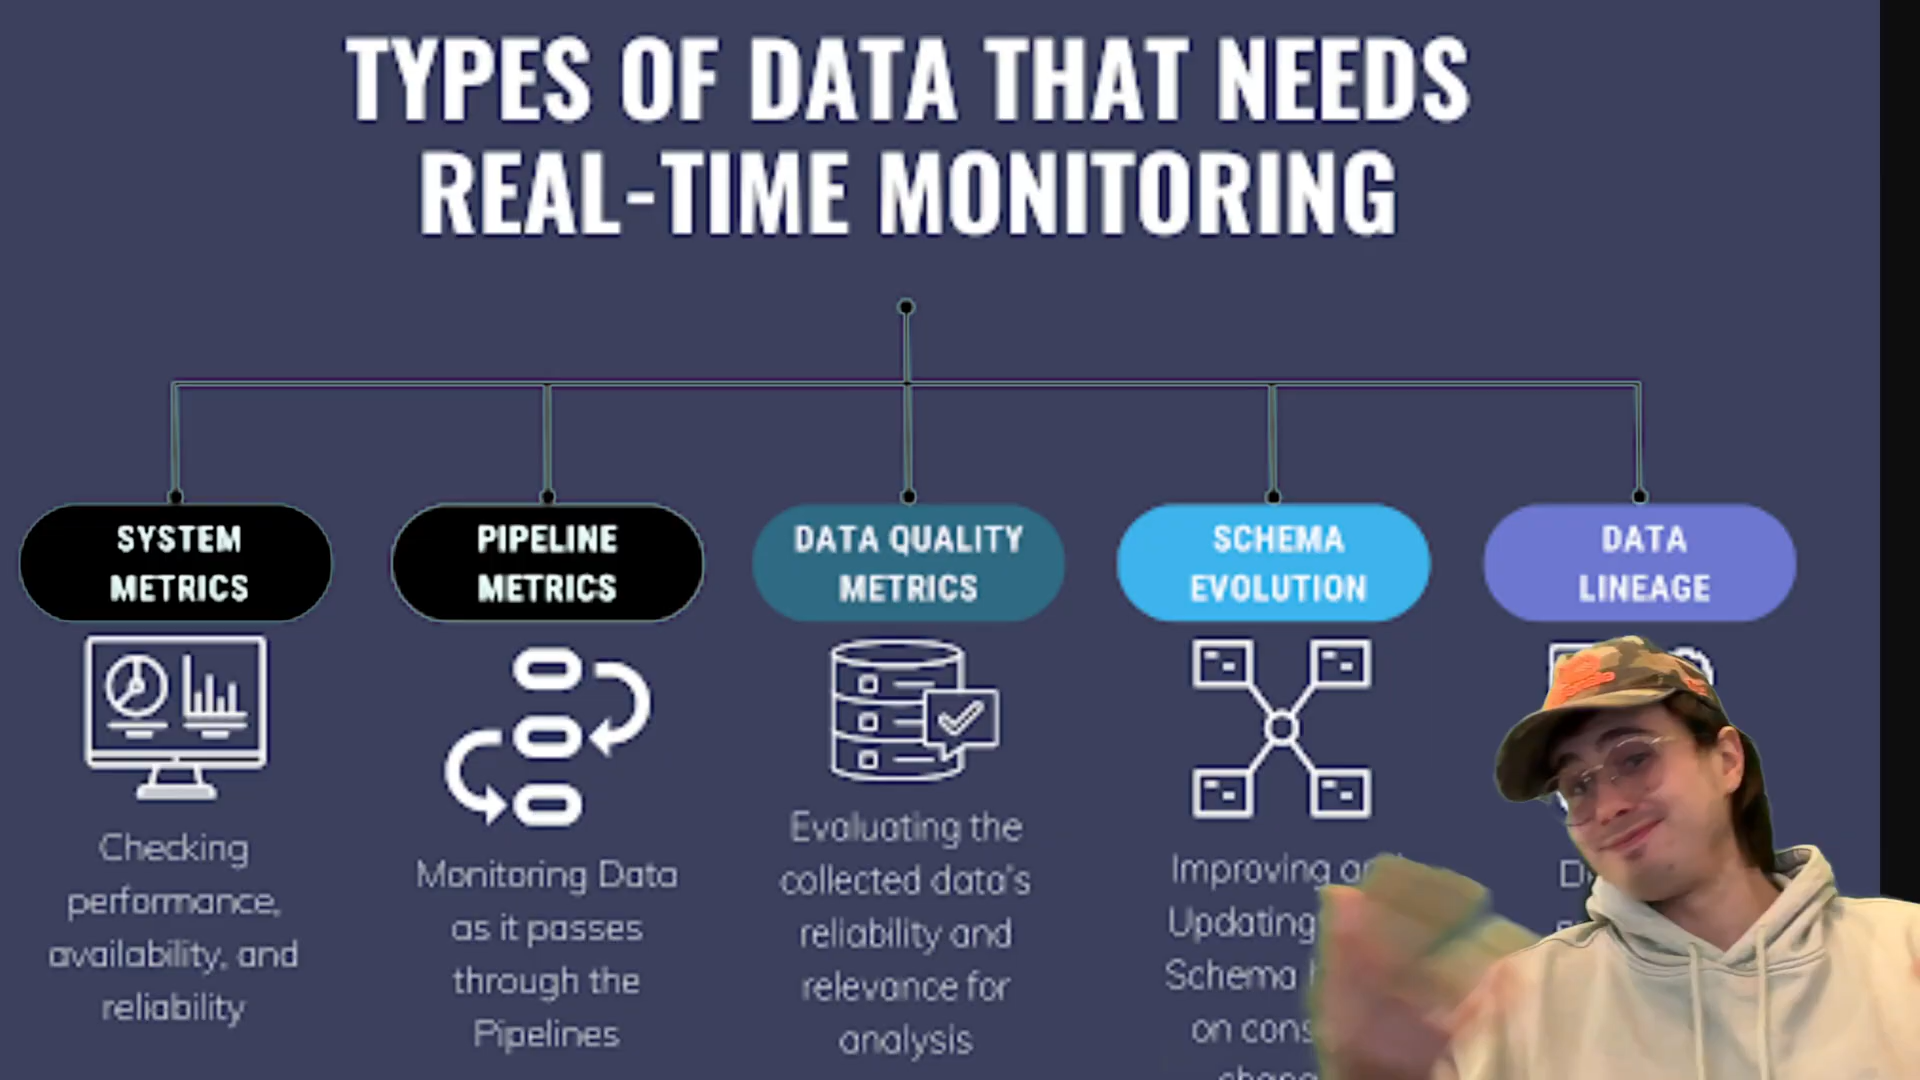 TYPES OF DATA THAT NEEDS
REAL-TIME MONITORING
SYSTEM
METRICS
Checking
performance,
availability, and
reliability
PIPELINE
METRICS
Monitoring Data
as it passes
through the
Pipelines
DATA QUALITY
METRICS
Evaluating the
collected data's
reliability and
relevance for
analysis
SCHEMA
EVOLUTION
Improving
Updating
Schema
on
DATA
LINEAGE